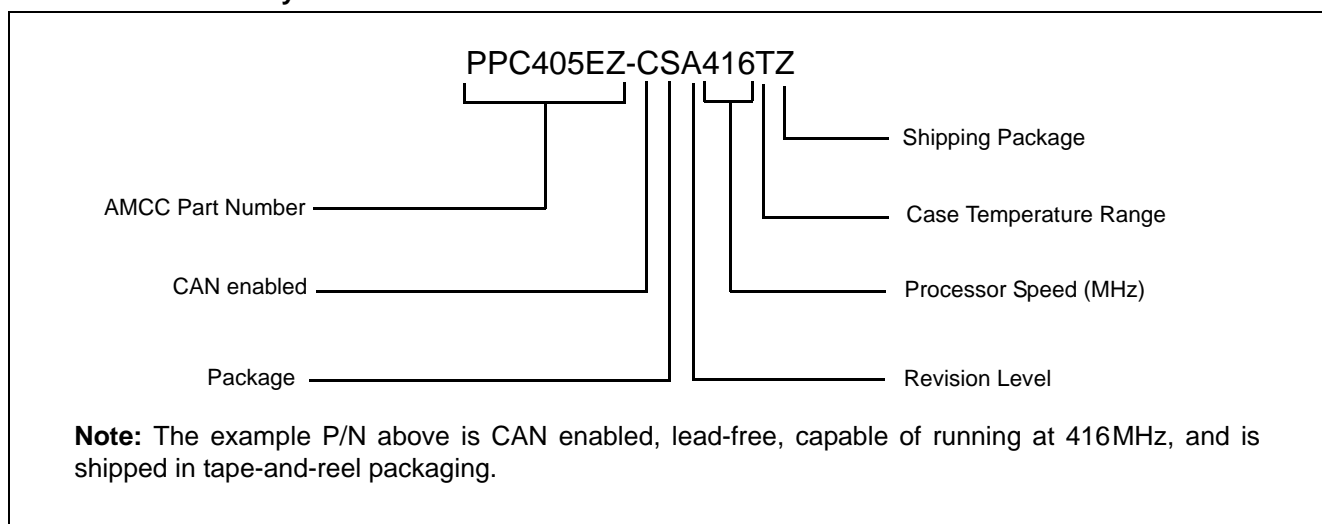 PPC405EZ-CSA416TZ
Shipping Package
AMCC Part Number
Case Temperature Range
CAN enabled
Processor Speed (MHz)
Package
Revision Level
Note: The example P/N above is CAN enabled, lead-free, capable of running at 416MHz, and is
shipped in tape-and-reel packaging.